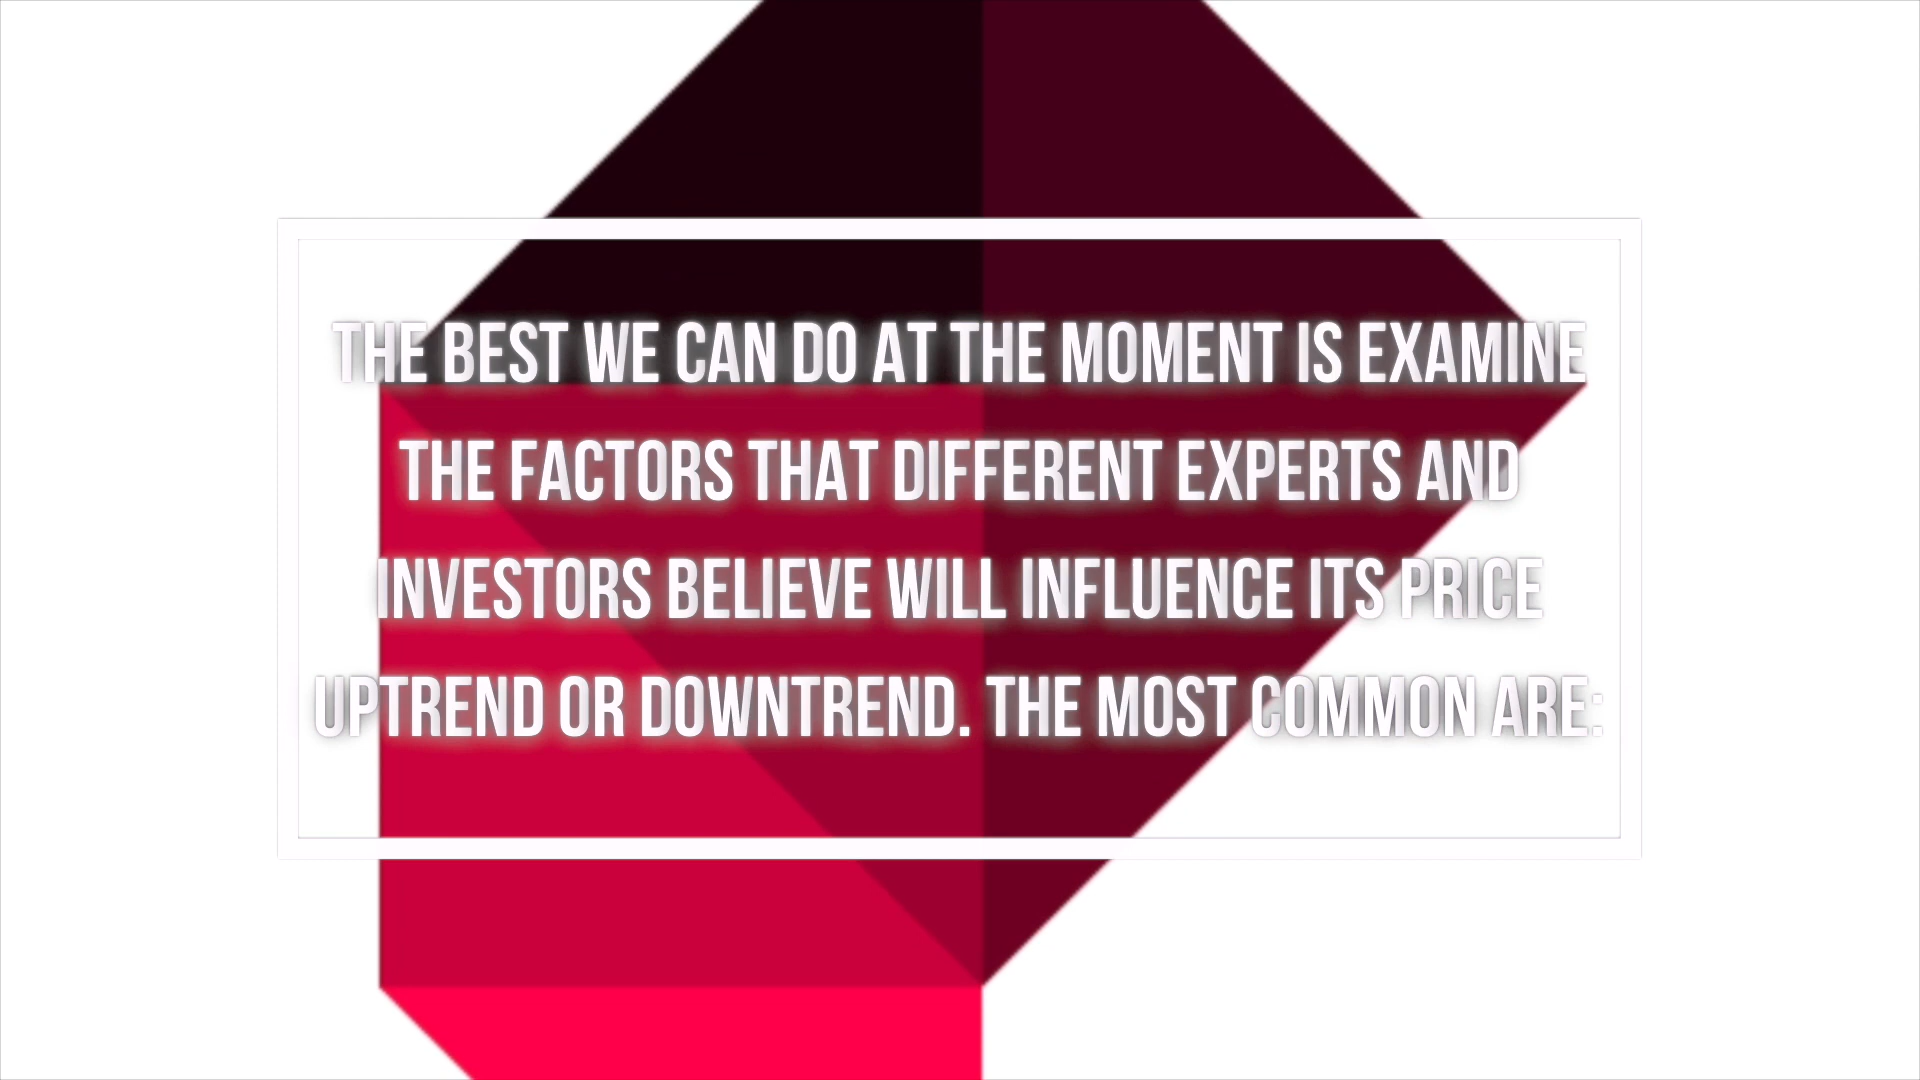 THE BEST WE CAN DO AT THE MOMENT IS EXAMINE
THE FACTORS THAT DIFFERENT EXPERTS AND
INVESTORS BELIEVE WILL INFLUENCE ITS PRICE
UPTREND OR DOWNTREND. THE MOST COMMON ARE: